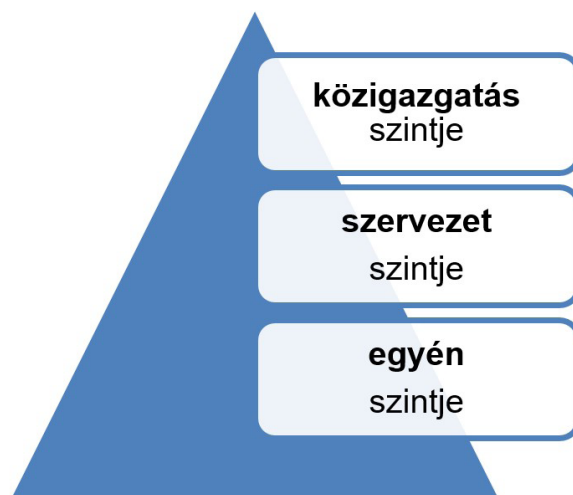 közigazgatás
szintje
szervezet
szintje
egyén
szintje